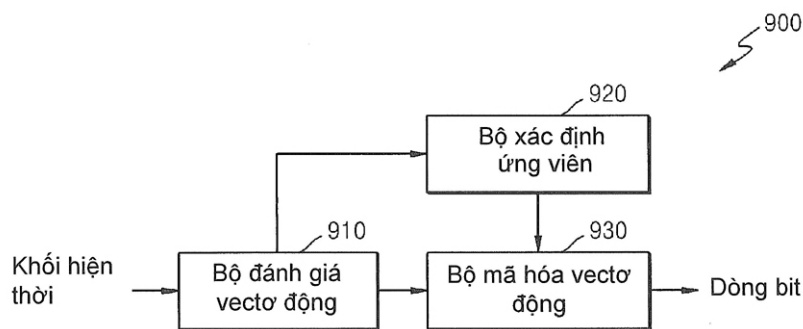 900
920
Bộ xác định
ứng viên
910
930
Khối hiện
thời
Bộ đánh giá
vectơ động
Bộ mã hóa vectơ
động
Dòng bit